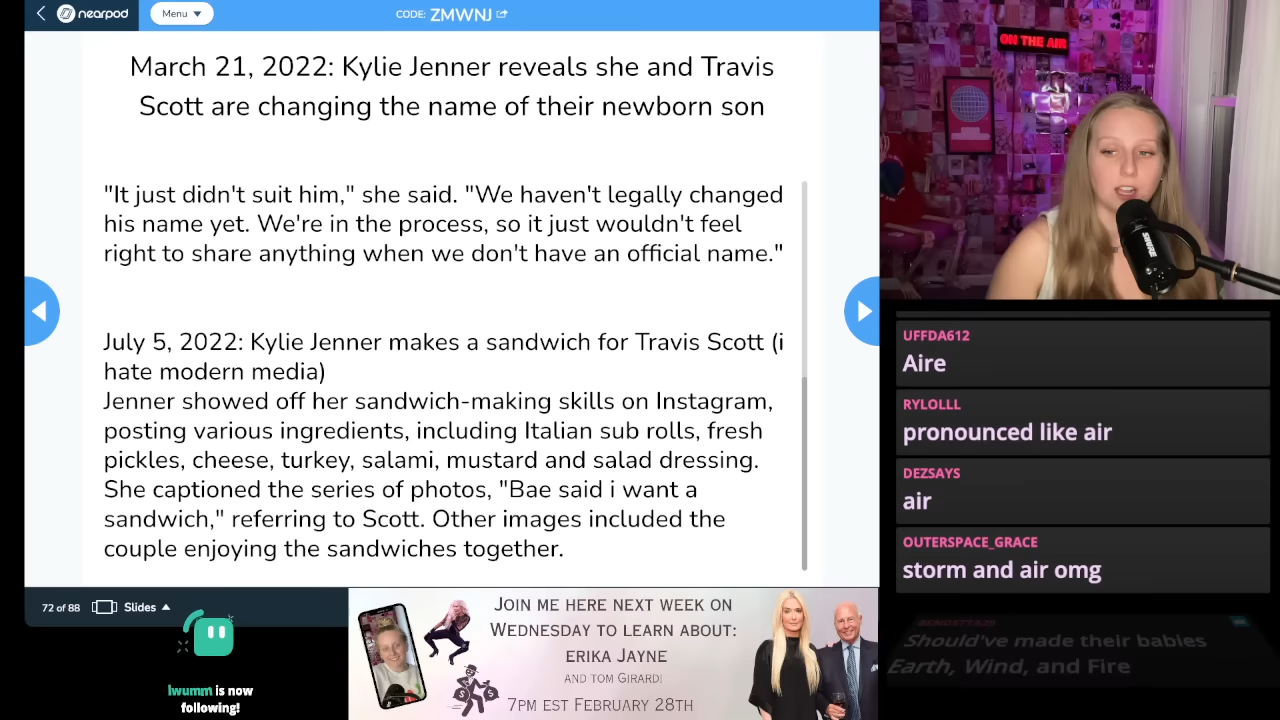 nearpod
Menu
CODE: ZMWNJ
March 21, 2022: Kylie Jenner reveals she and Travis
Scott are changing the name of their newborn son
"It just didn't suit him," she said. "We haven't legally changed
his name yet. We're in the process, so it just wouldn't feel
right to share anything when we don't have an official name."
July 5, 2022: Kylie Jenner makes a sandwich for Travis Scott (i
hate modern media)
Jenner showed off her sandwich-making skills on Instagram,
posting various ingredients, including Italian sub rolls, fresh
pickles, cheese, turkey, salami, mustard and salad dressing.
She captioned the series of photos, "Bae said i want a
sandwich," referring to Scott. Other images included the
couple enjoying the sandwiches together.
72 of 88
Slides
lwumm is now
following!
JOIN ME HERE NEXT WEEK ON
WEDNESDAY TO LEARN ABOUT:
ERIKA JAYNE
AND TOM GIRARDI
7PM EST FEBRUARY 28TH
ON THE AIR
SHURE
UFFDA612
Aire
RYLOLLL
pronounced like air
DEZSAYS
air
OUTERSPACE_GRACE
storm and air omg
Should've made their babies
Earth, Wind, and Fire